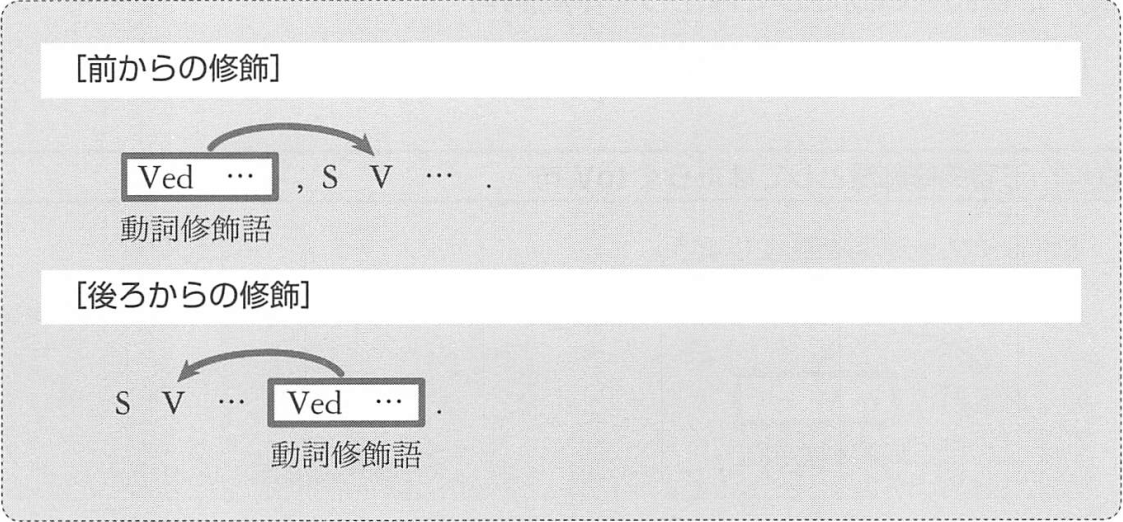 ［前からの修飾］
Ved … , S V … .
動詞修飾語
［後ろからの修飾］
S V … Ved … .
動詞修飾語